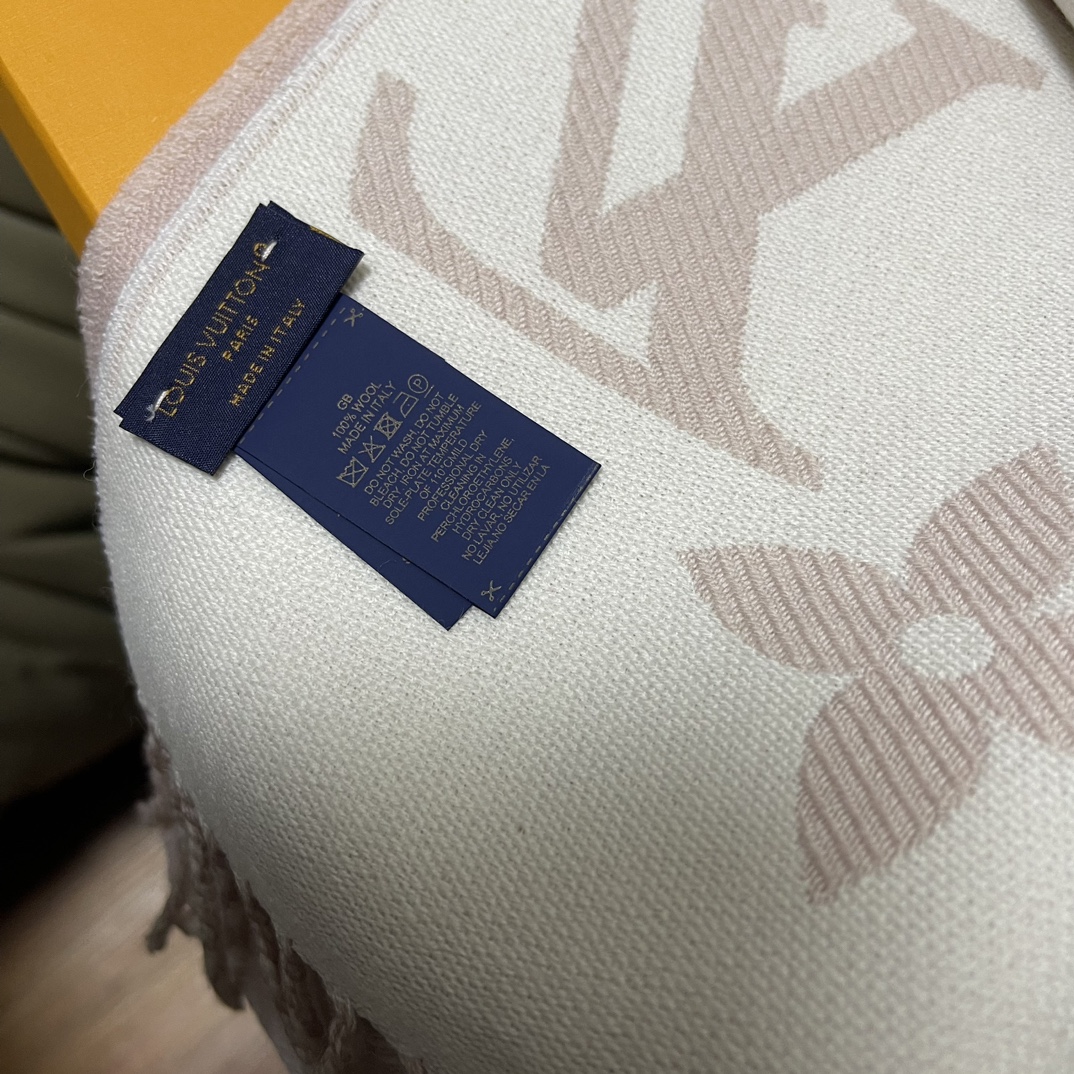 LOUIS VUITTON®
PARIS
MADE IN ITALY
GB
100% WOOL
MADE IN ITALY
P
DO NOT WASH, DO NOT
BLEACH, DO NOT TUMBLE
DRY, IRON AT MAXIMUM
SOLE-PLATE TEMPERATURE
OF 110°C, MILD
PROFESSIONAL DRY
CLEANING IN
PERCHLOROETHYLENE,
HYDROCARBONS
DRY CLEAN ONLY
NO LAVAR, NO UTILIZAR
LEJIA, NO SECAR EN LA